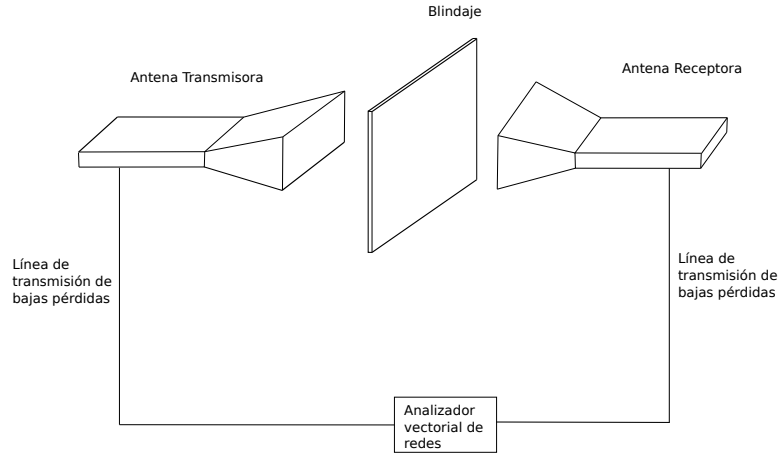 Blindaje
Antena Transmisora
Antena Receptora
Línea de
transmisión de
bajas pérdidas
Línea de
transmisión de
bajas pérdidas
Analizador
vectorial de
redes